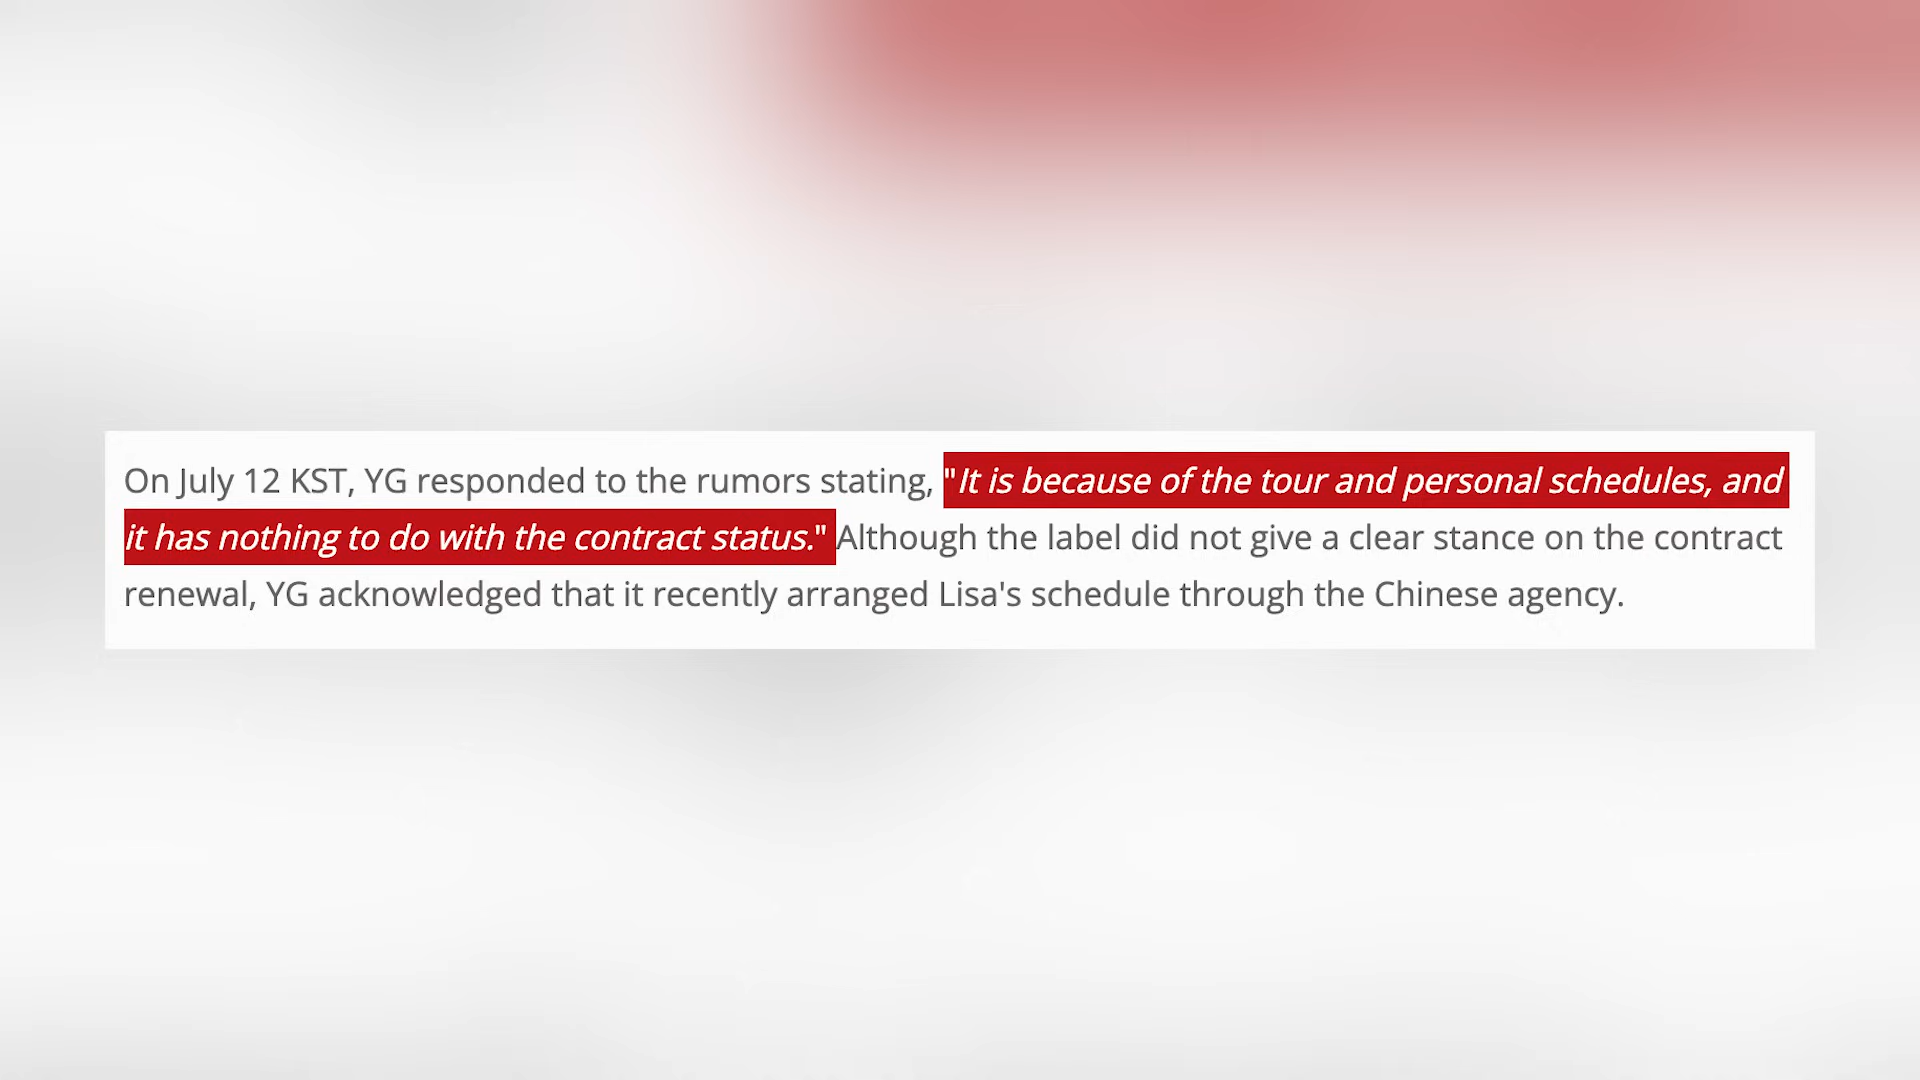 On July 12 KST, YG responded to the rumors stating, "It is because of the tour and personal schedules, and
it has nothing to do with the contract status." Although the label did not give a clear stance on the contract
renewal, YG acknowledged that it recently arranged Lisa's schedule through the Chinese agency.